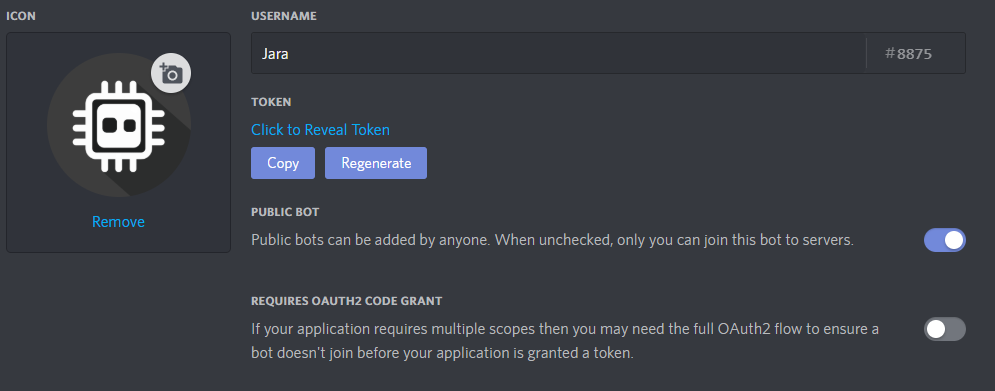 ICON
Remove
USERNAME
Jara
#8875
TOKEN
Click to Reveal Token
Copy
Regenerate
PUBLIC BOT
Public bots can be added by anyone. When unchecked, only you can join this bot to servers.
REQUIRES OAUTH2 CODE GRANT
If your application requires multiple scopes then you may need the full OAuth2 flow to ensure a
bot doesn't join before your application is granted a token.